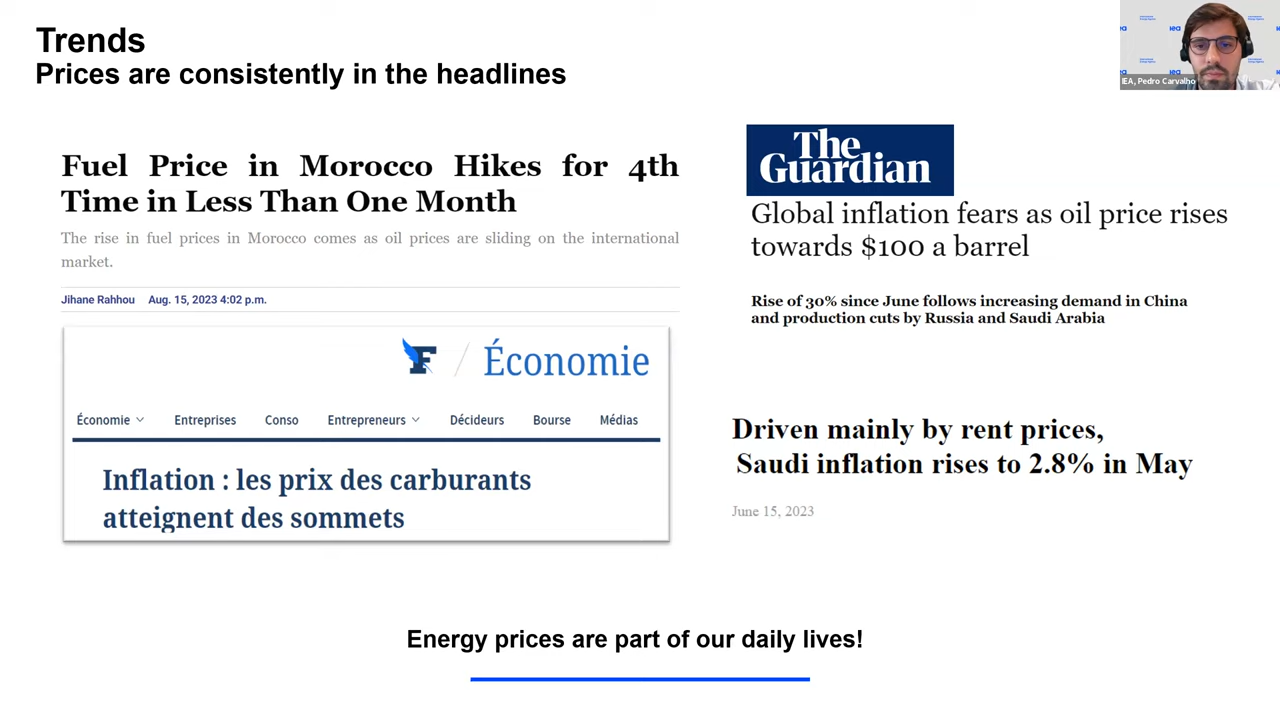 Trends
Prices are consistently in the headlines
IEA, Pedro Carvalho
iea
iea
Fuel Price in Morocco Hikes for 4th
Time in Less Than One Month
The rise in fuel prices in Morocco comes as oil prices are sliding on the international
market.
Jihane Rahhou Aug. 15, 2023 4:02 p.m.
The
Guardian
Global inflation fears as oil price rises
towards $100 a barrel
Rise of 30% since June follows increasing demand in China
and production cuts by Russia and Saudi Arabia
F / Économie
Économie Entreprises Conso Entrepreneurs Décideurs Bourse Médias
Inflation : les prix des carburants
atteignent des sommets
Driven mainly by rent prices,
Saudi inflation rises to 2.8% in May
June 15, 2023
Energy prices are part of our daily lives!